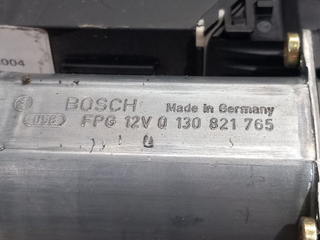 004
BOSCH Made in Germany
FPG 12V 0 130 821 765